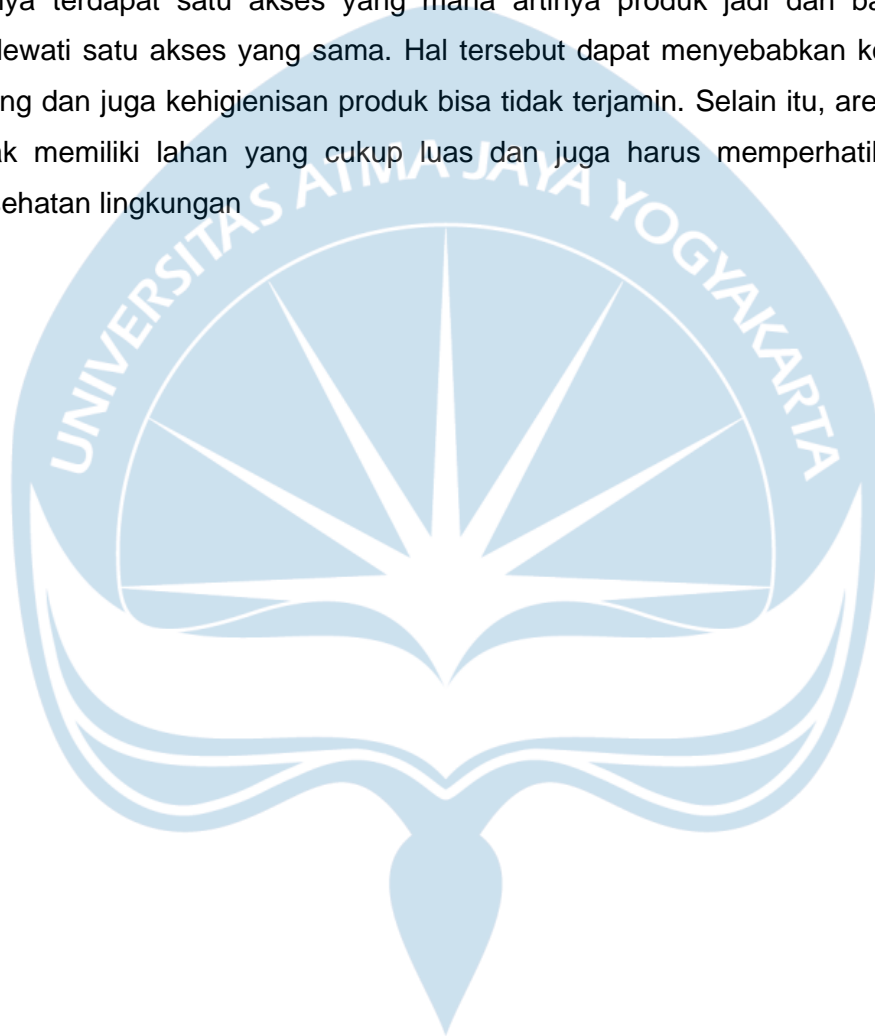 terdapat satu akses yang mana artinya produk jadi dan
satu akses yang sama. Hal tersebut dapat menyebabkan
dan juga kehigienisan produk bisa tidak terjamin. Selain itu,
memiliki lahan yang cukup luas dan juga harus
lingkungan
UNIVERSITAS ATMA JAYA YOGYAKARTA